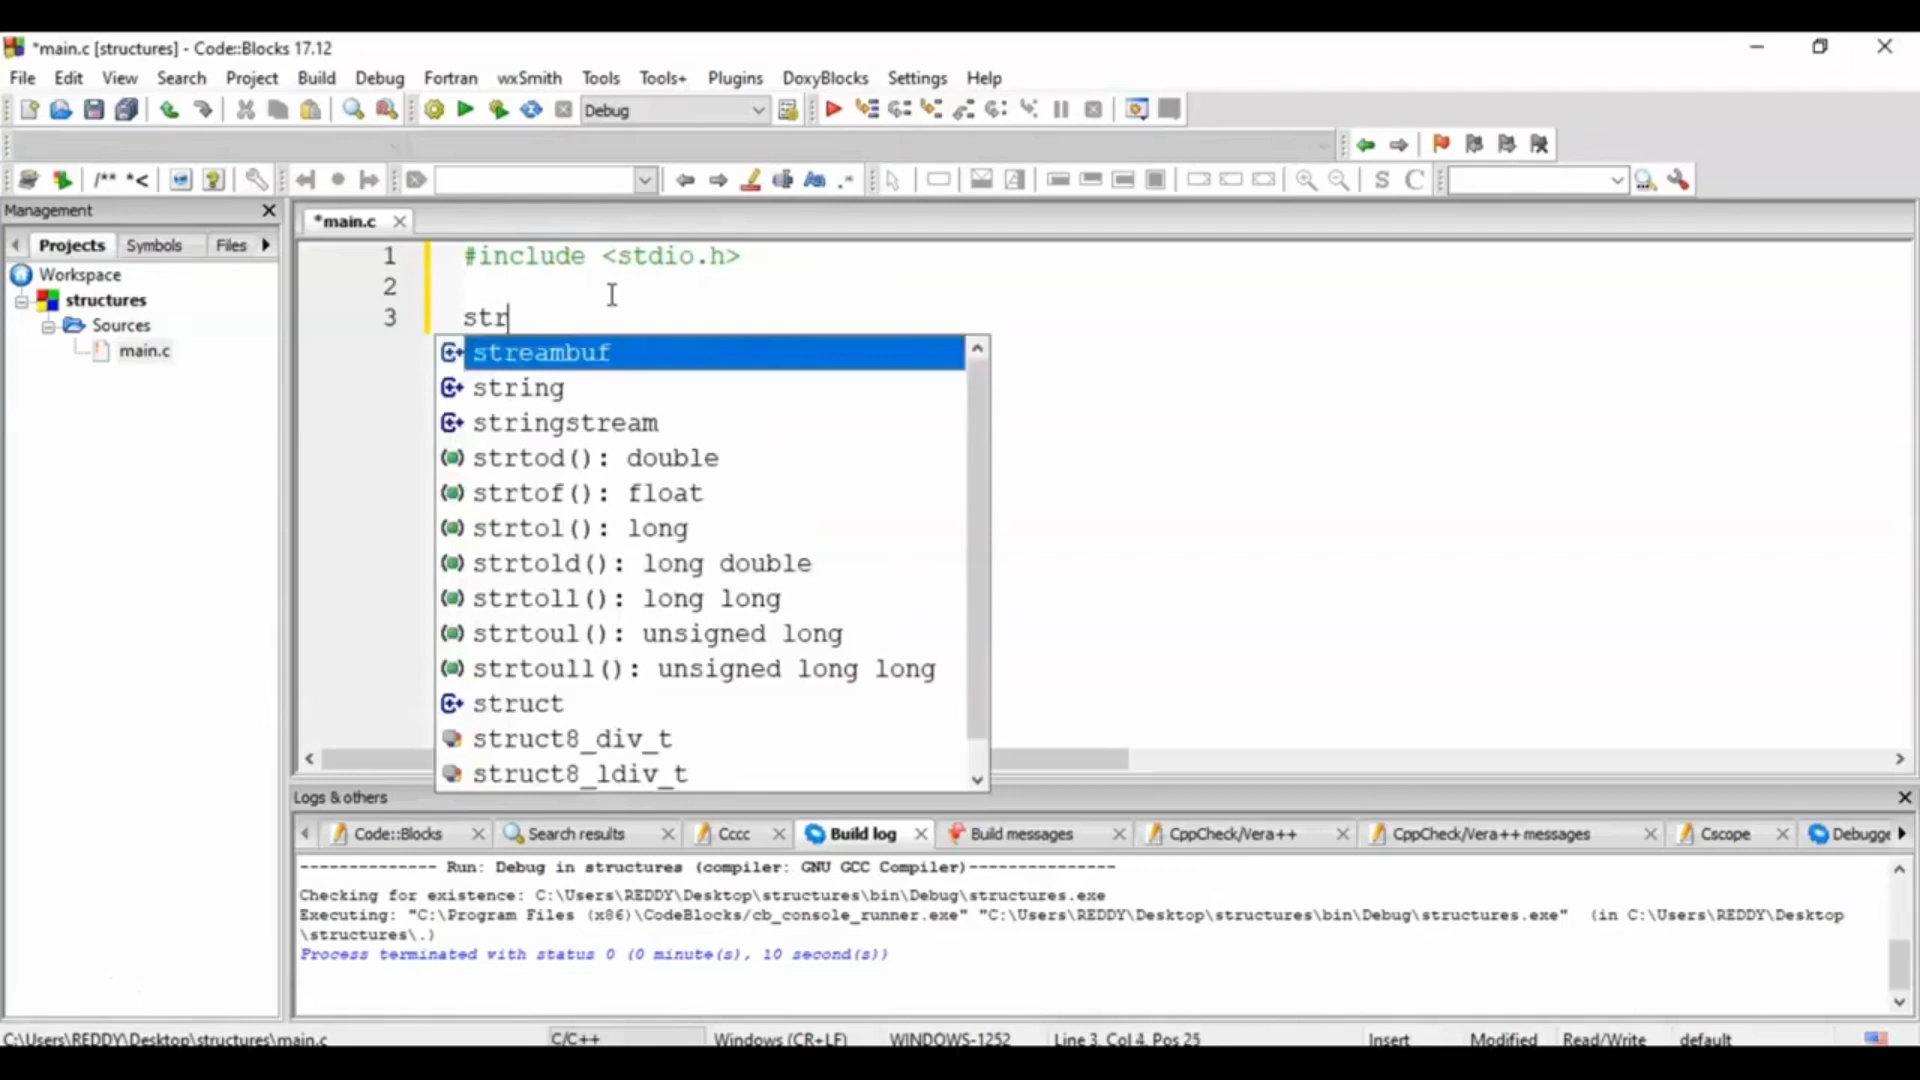 *main.c [structures] - Code::Blocks 17.12
File Edit View Search Project Build Debug Fortran wxSmith Tools Tools+ Plugins DoxyBlocks Settings Help
Debug
/** *<
S C
Management
Projects Symbols Files
Workspace
structures
Sources
main.c
*main.c
1 #include <stdio.h>
2
3 str
streambuf
string
stringstream
strtod(): double
strtof(): float
strtol(): long
strtold(): long double
strtoll(): long long
strtoul(): unsigned long
strtoull(): unsigned long long
struct
struct8_div_t
struct8_ldiv_t
Logs & others
Code::Blocks Search results Cccc Build log Build messages CppCheck/Vera++ CppCheck/Vera++ messages Cscope Debugge
-------------- Run: Debug in structures (compiler: GNU GCC Compiler)---------------
Checking for existence: C:\Users\REDDY\Desktop\structures\bin\Debug\structures.exe
Executing: "C:\Program Files (x86)\CodeBlocks/cb_console_runner.exe" "C:\Users\REDDY\Desktop\structures\bin\Debug\structures.exe" (in C:\Users\REDDY\Desktop
\structures\.)
Process terminated with status 0 (0 minute(s), 10 second(s))
C:\Users\REDDY\Desktop\structures\main.c C/C++ Windows (CR+LF) WINDOWS-1252 Line 3, Col 4, Pos 25 Insert Modified Read/Write default